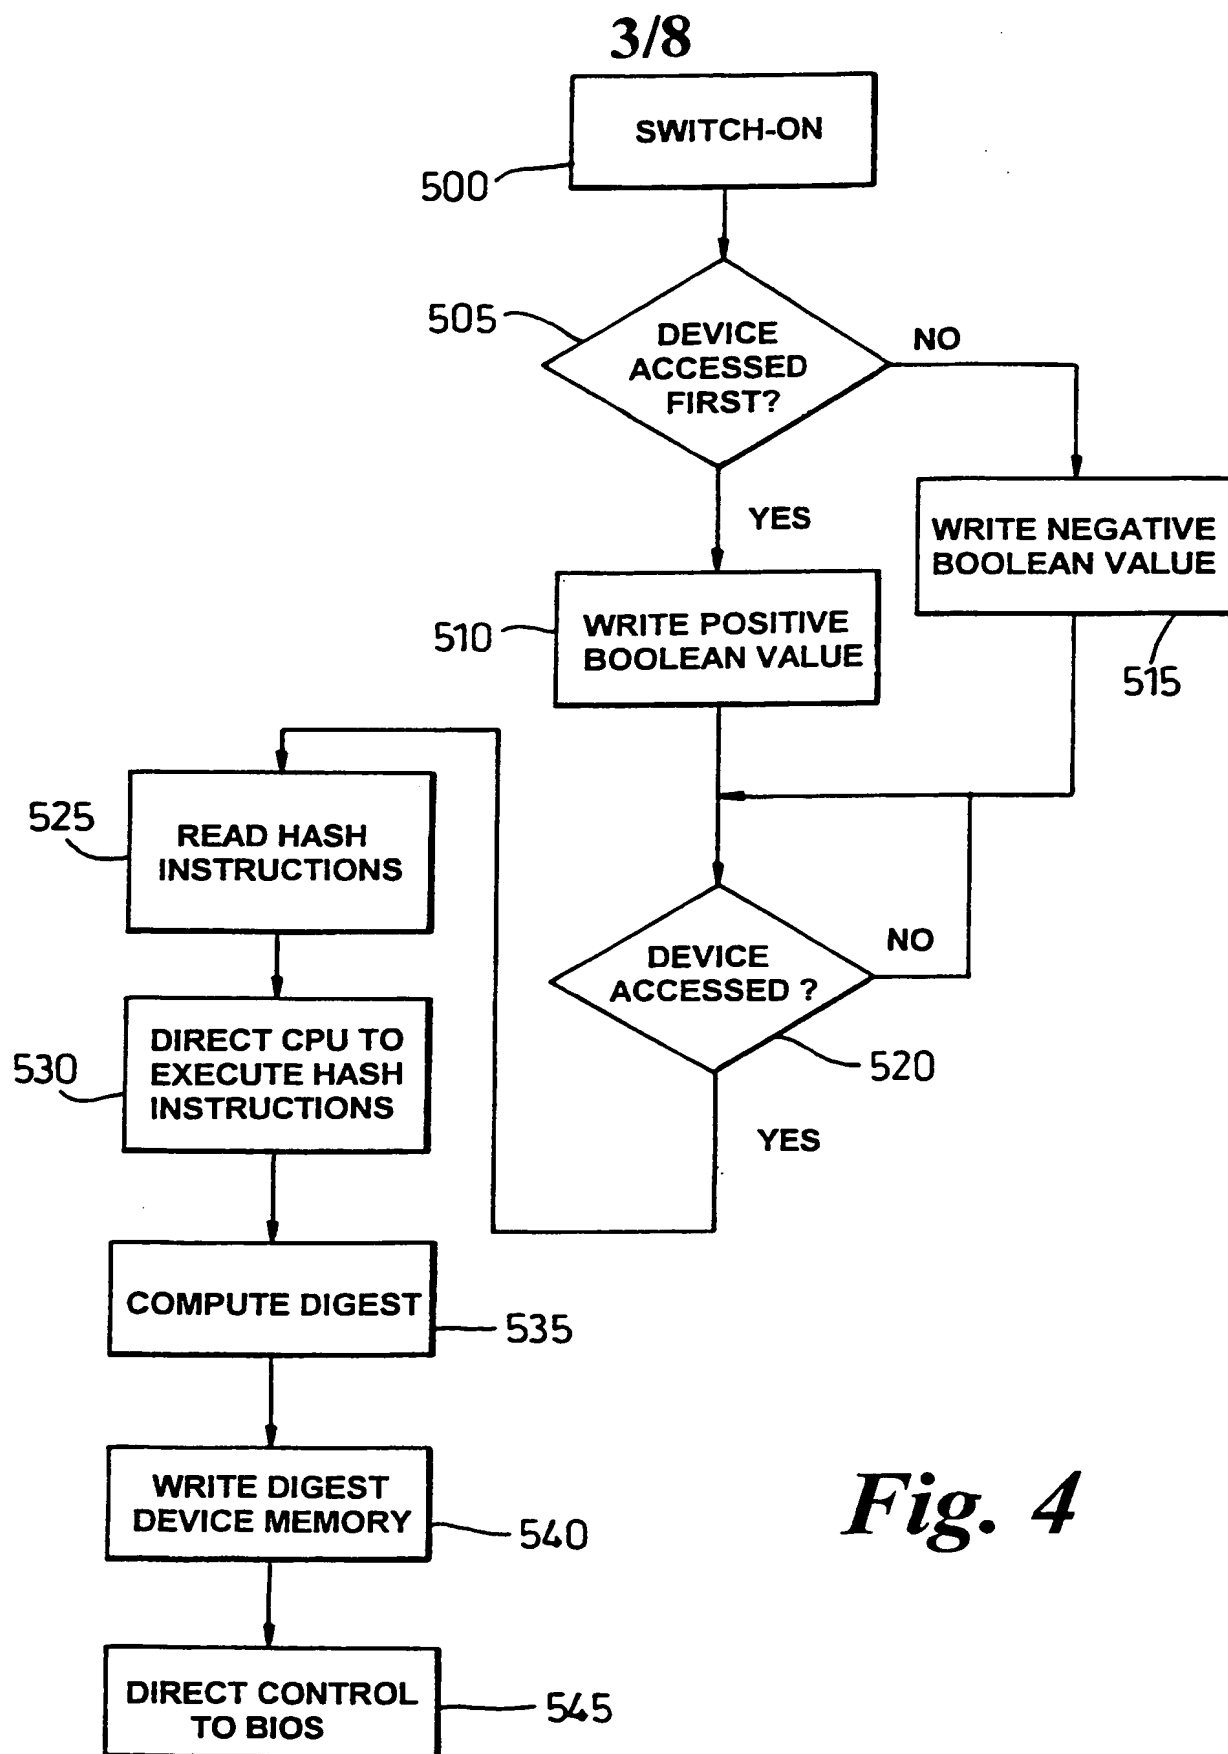 3/8
SWITCH-ON
500
505
DEVICE
ACCESSED
FIRST?
NO
YES
WRITE NEGATIVE
BOOLEAN VALUE
515
510
WRITE POSITIVE
BOOLEAN VALUE
525
READ HASH
INSTRUCTIONS
DEVICE
ACCESSED ?
NO
520
YES
530
DIRECT CPU TO
EXECUTE HASH
INSTRUCTIONS
COMPUTE DIGEST
535
WRITE DIGEST
DEVICE MEMORY
540
DIRECT CONTROL
TO BIOS
545
Fig. 4